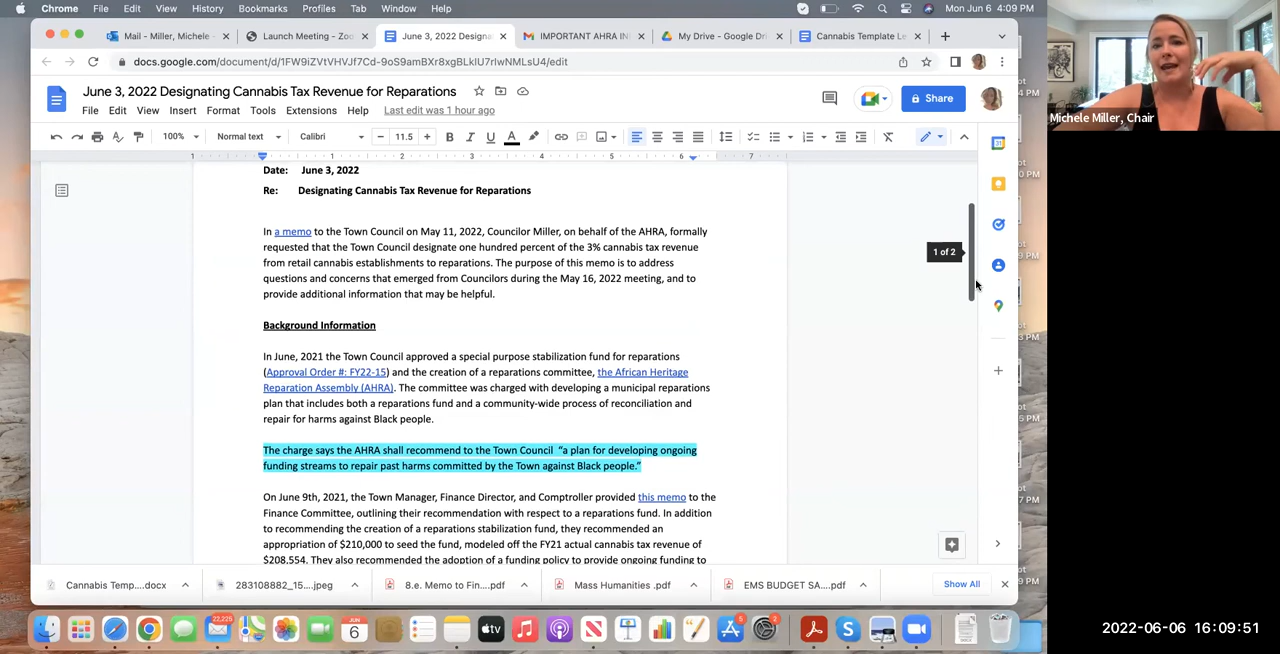 Chrome File Edit View History Bookmarks Profiles Tab Window Help Mon Jun 6 4:09 PM
Mail - Miller, Michele - Launch Meeting - Zoo June 3, 2022 Designa IMPORTANT AHRA IN My Drive - Google Dri Cannabis Template Le
docs.google.com/document/d/1FW9iZVtVHVJf7Cd-9oS9amBXr8xgBLkIU7rIwNMLsU4/edit
June 3, 2022 Designating Cannabis Tax Revenue for Reparations
Share
File Edit View Insert Format Tools Extensions Help Last edit was 1 hour ago
100% Normal text Calibri 11.5
1 1 2 3 4 5 6 7
Date: June 3, 2022
Re: Designating Cannabis Tax Revenue for Reparations
In a memo to the Town Council on May 11, 2022, Councilor Miller, on behalf of the AHRA, formally
requested that the Town Council designate one hundred percent of the 3% cannabis tax revenue
from retail cannabis establishments to reparations. The purpose of this memo is to address
questions and concerns that emerged from Councilors during the May 16, 2022 meeting, and to
provide additional information that may be helpful.
1 of 2
Background Information
In June, 2021 the Town Council approved a special purpose stabilization fund for reparations
(Approval Order #: FY22-15) and the creation of a reparations committee, the African Heritage
Reparation Assembly (AHRA). The committee was charged with developing a municipal reparations
plan that includes both a reparations fund and a community-wide process of reconciliation and
repair for harms against Black people.
The charge says the AHRA shall recommend to the Town Council "a plan for developing ongoing
funding streams to repair past harms committed by the Town against Black people."
On June 9th, 2021, the Town Manager, Finance Director, and Comptroller provided this memo to the
Finance Committee, outlining their recommendation with respect to a reparations fund. In addition
to recommending the creation of a reparations stabilization fund, they recommended an
appropriation of $210,000 to seed the fund, modeled off the FY21 actual cannabis tax revenue of
$208,554. They also recommended the adoption of a funding policy to provide ongoing funding to
Cannabis Temp....docx 283108882_15....jpeg 8.e. Memo to Fin....pdf Mass Humanities .pdf EMS BUDGET SA....pdf Show All
22,225 JUN 6 tv 5 2
Michele Miller, Chair
2022-06-06 16:09:51